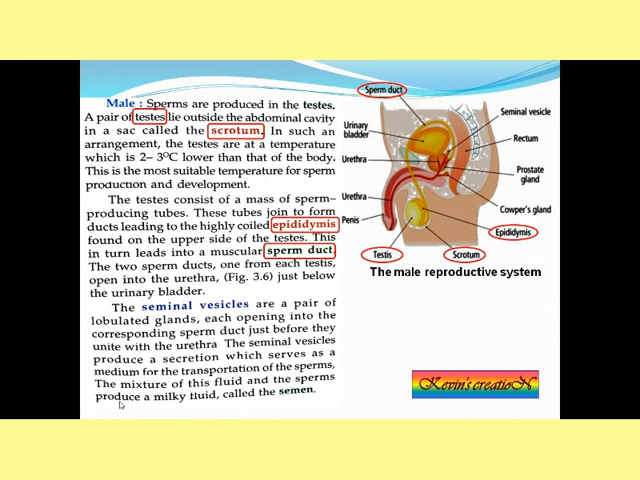 Male : Sperms are produced in the testes.
A pair of testes lie outside the abdominal cavity
in a sac called the scrotum. In such an
arrangement, the testes are at a temperature
which is 2– 3°C lower than that of the body.
This is the most suitable temperature for sperm
production and development.
The testes consist of a mass of sperm–
producing tubes. These tubes join to form
ducts leading to the highly coiled epididymis
found on the upper side of the testes. This
in turn leads into a muscular sperm duct.
The two sperm ducts, one from each testis,
open into the urethra, (Fig. 3.6) just below
the urinary bladder.
The seminal vesicles are a pair of
lobulated glands, each opening into the
corresponding sperm duct just before they
unite with the urethra The seminal vesicles
produce a secretion which serves as a
medium for the transportation of the sperms,
The mixture of this fluid and the sperms
produce a milky fluid, called the semen.
Sperm duct
Seminal vesicle
Urinary
bladder
Rectum
Urethra
Prostate
gland
Urethra
Cowper's gland
Penis
Epididymis
Testis
Scrotum
The male reproductive system
Kevin's creatioN